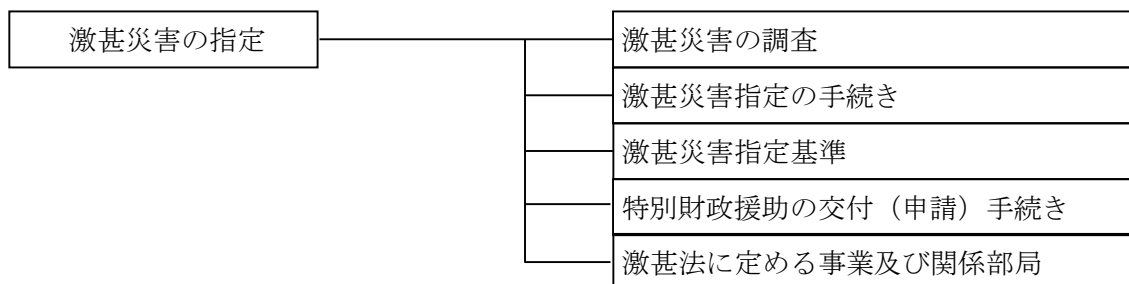 激甚災害の指定
激甚災害の調査
激甚災害指定の手続き
激甚災害指定基準
特別財政援助の交付（申請）手続き
激甚法に定める事業及び関係部局